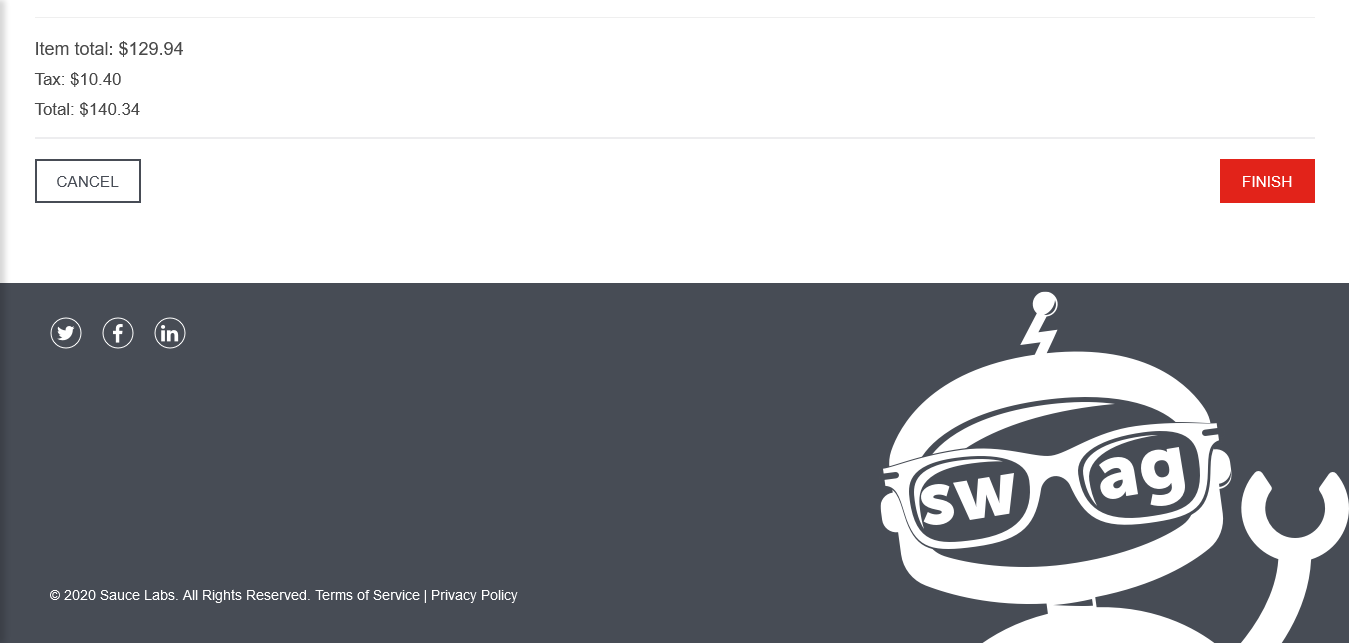 Item total: $129.94
Tax: $10.40
Total: $140.34
CANCEL
FINISH
sw ag
© 2020 Sauce Labs. All Rights Reserved. Terms of Service | Privacy Policy